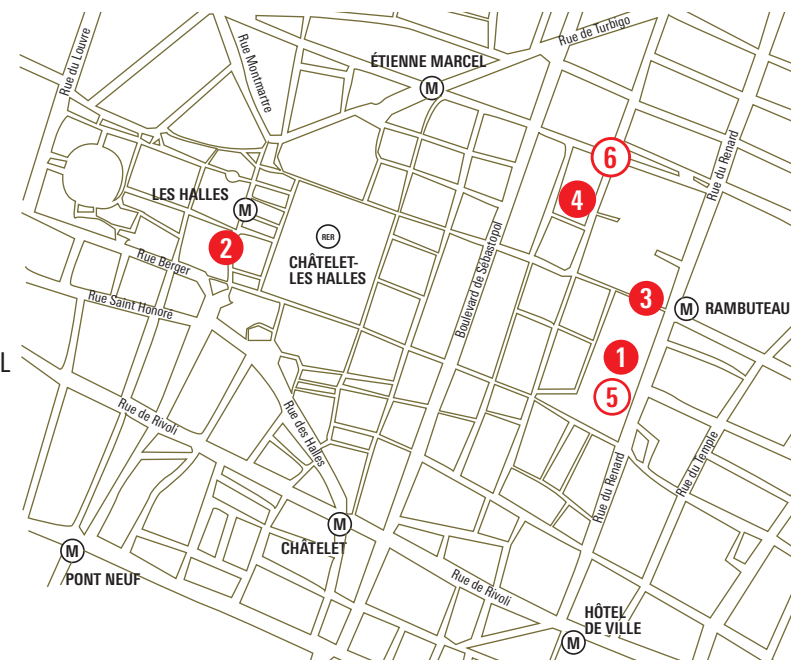 Rue de Turbigo
Rue du Louvre
Rue Montmartre
ÉTIENNE MARCEL
M
6
Rue du Renard
4
LES HALLES
M
2
RER
CHÂTELET-
LES HALLES
Boulevard de Sébastopol
Rue Berger
Rue Saint Honoré
3
M RAMBUTEAU
1
L
5
Rue de Rivoli
Rue des Halles
Rue du Temple
Rue du Renard
M
CHÂTELET
M
PONT NEUF
Rue de Rivoli
HÔTEL
DE VILLE
M